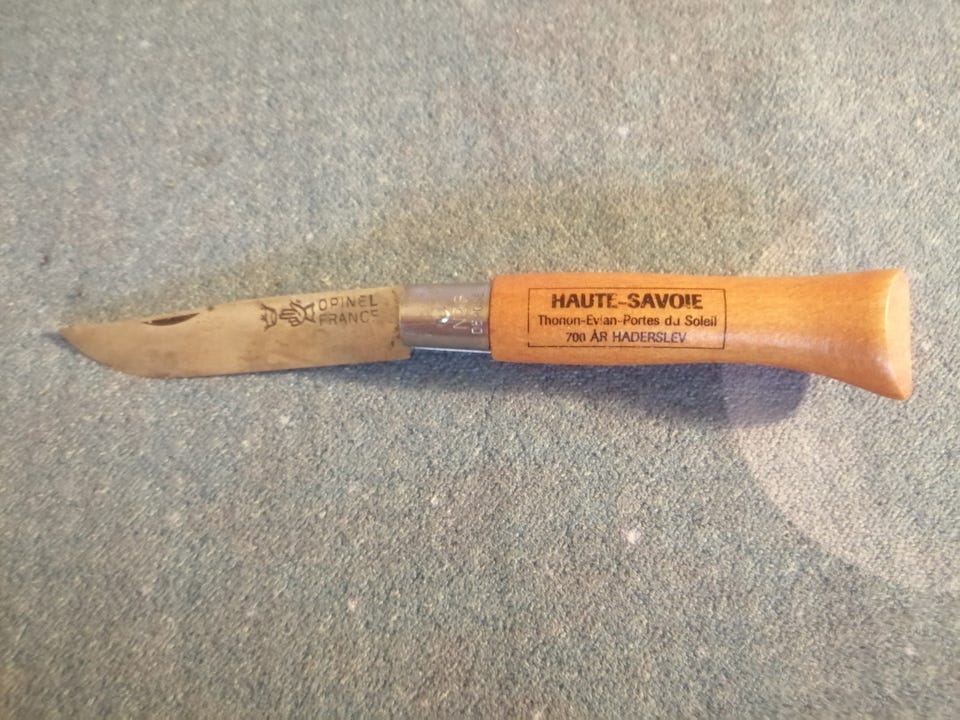 OPINEL
FRANCE
HAUTE-SAVOIE
Thonon-Evian-Portes du Soleil
700 ÅR HADERSLEV